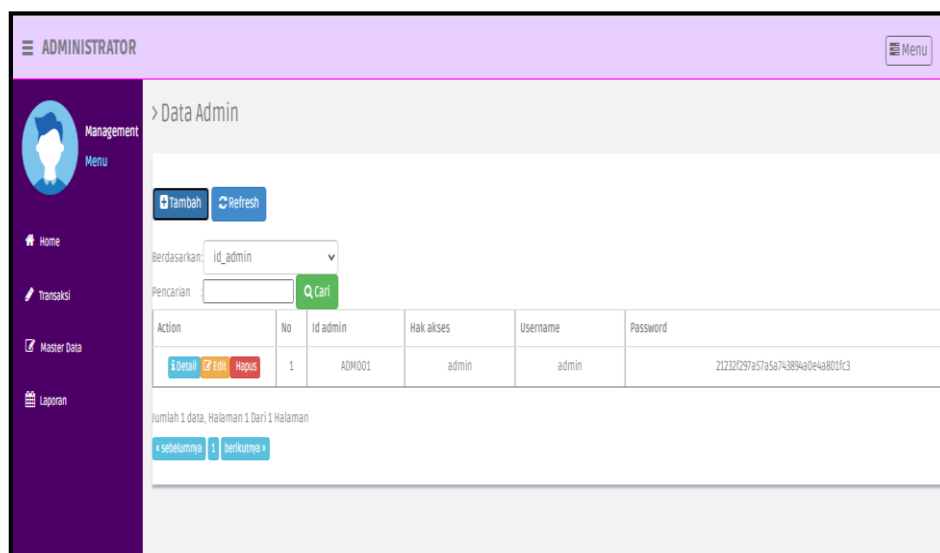 ADMINISTRATOR
Menu
Management
Menu
Home
Transaksi
Master Data
Laporan
> Data Admin
Tambah Refresh
Berdasarkan: id_admin
Pencarian : Cari
Action No Id admin Hak akses Username Password
Detail Edit Hapus 1 ADM001 admin admin 21232f297a57a5a743894a0e4a801fc3
Jumlah 1 data, Halaman 1 Dari 1 Halaman
« sebelumnya 1 berikutnya »